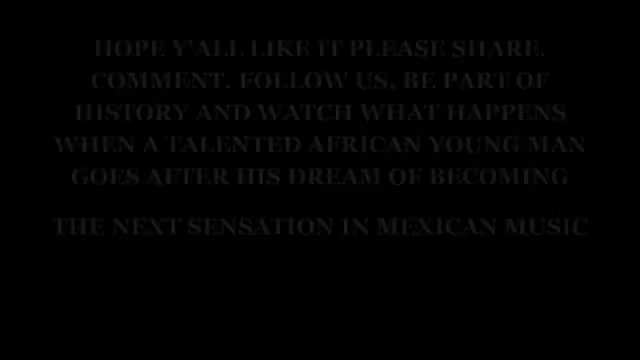 HOPE Y'ALL LIKE IT PLEASE SHARE.
COMMENT. FOLLOW US, BE PART OF
HISTORY AND WATCH WHAT HAPPENS
WHEN A TALENTED AFRICAN YOUNG MAN
GOES AFTER HIS DREAM OF BECOMING
THE NEXT SENSATION IN MEXICAN MUSIC